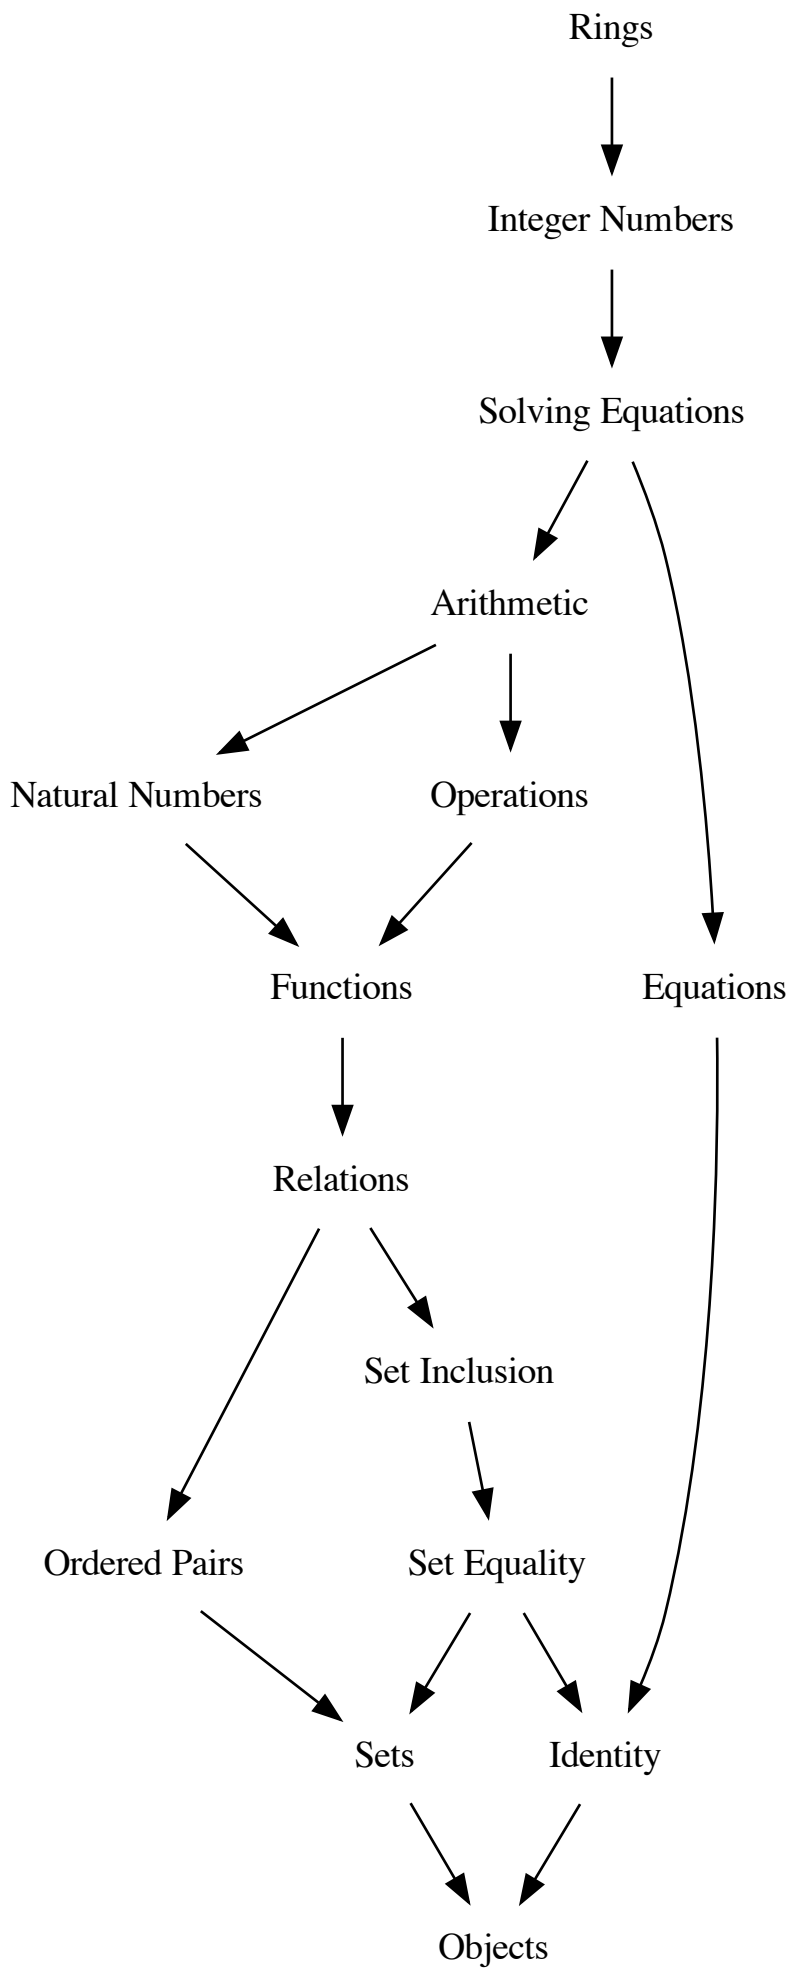 Rings
Integer Numbers
Solving Equations
Arithmetic
Natural Numbers
Operations
Functions
Equations
Relations
Set Inclusion
Ordered Pairs
Set Equality
Sets
Identity
Objects